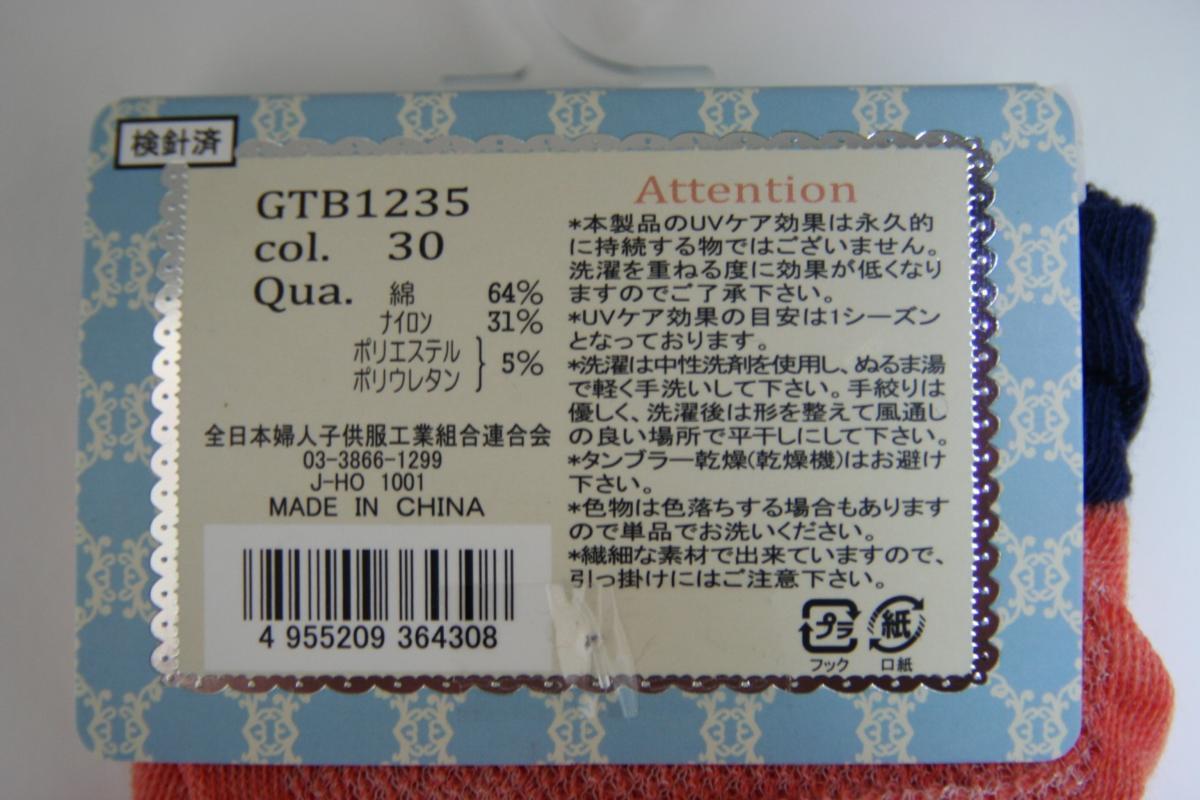 検針済
GTB1235
col. 30
Qua. 綿 64%
ナイロン 31%
ポリエステル
ポリウレタン 5%
全日本婦人子供服工業組合連合会
03-3866-1299
J-HO 1001
MADE IN CHINA
4 955209 364308
Attention
*本製品のUVケア効果は永久的
に持続する物ではございません。
洗濯を重ねる度に効果が低くなり
ますのでご了承下さい。
*UVケア効果の目安は1シーズン
となっております。
*洗濯は中性洗剤を使用し、ぬるま湯
で軽く手洗いして下さい。手絞りは
優しく、洗濯後は形を整えて風通し
の良い場所で平干しにして下さい。
*タンブラー乾燥(乾燥機)はお避け
下さい。
*色物は色落ちする場合もあります
ので単品でお洗いください。
*繊細な素材で出来ていますので、
引っ掛けにはご注意下さい。
プラ 紙
フック 口紙